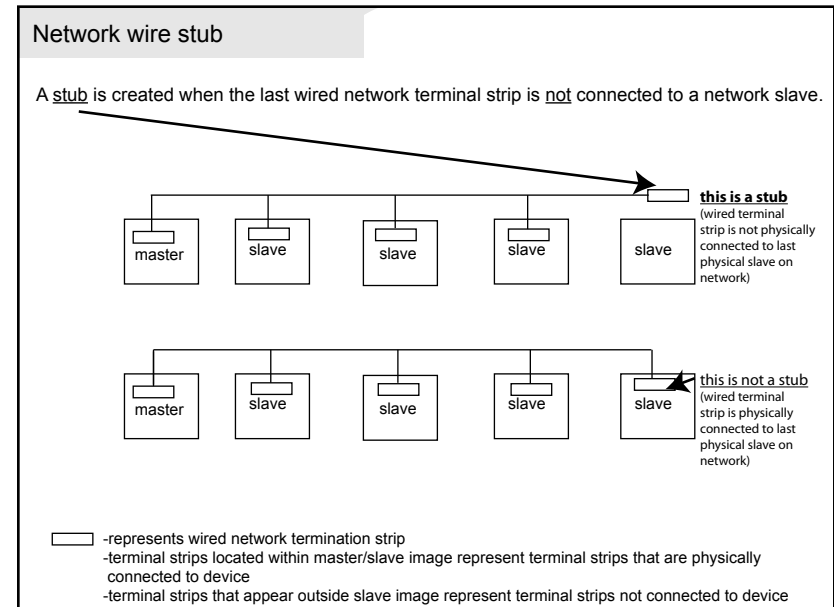 Network wire stub
A stub is created when the last wired network terminal strip is not connected to a network slave.
this is a stub
(wired terminal
strip is not physically
connected to last
physical slave on
network)
master
slave
slave
slave
slave
this is not a stub
(wired terminal
strip is physically
connected to last
physical slave on
network)
master
slave
slave
slave
slave
-represents wired network termination strip
-terminal strips located within master/slave image represent terminal strips that are physically
connected to device
-terminal strips that appear outside slave image represent terminal strips not connected to device